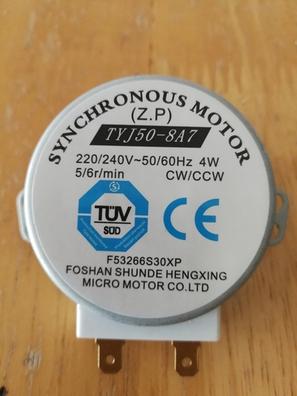 SYNCHRONOUS MOTOR
(Z.P)
TYJ50-8A7
220/240V~50/60Hz 4W
5/6r/min CW/CCW
TÜV
SÜD
F53266S30XP
FOSHAN SHUNDE HENGXING
MICRO MOTOR CO.LTD